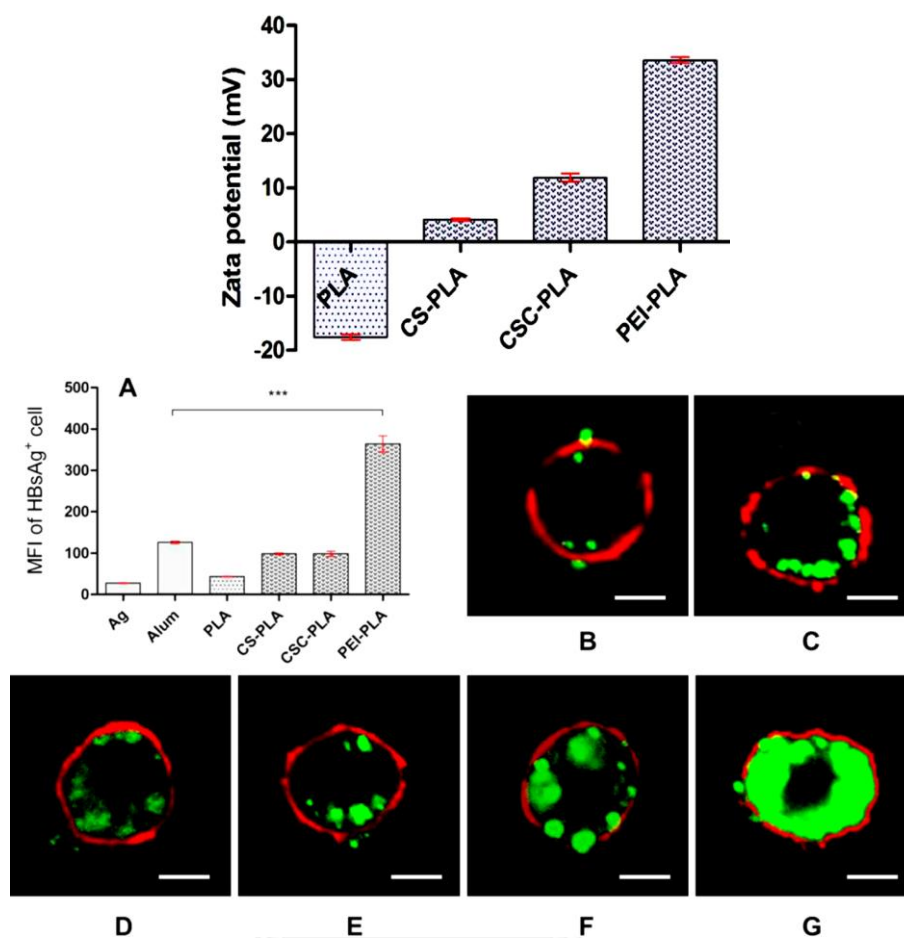 Zata potential (mV)
40
30
20
10
0
-10
-20
PLA
CS-PLA
CSC-PLA
PEI-PLA
A
***
MFI of HBsAg⁺ cell
500
400
300
200
100
0
Ag
Alum
PLA
CS-PLA
CSC-PLA
PEI-PLA
B
C
D
E
F
G